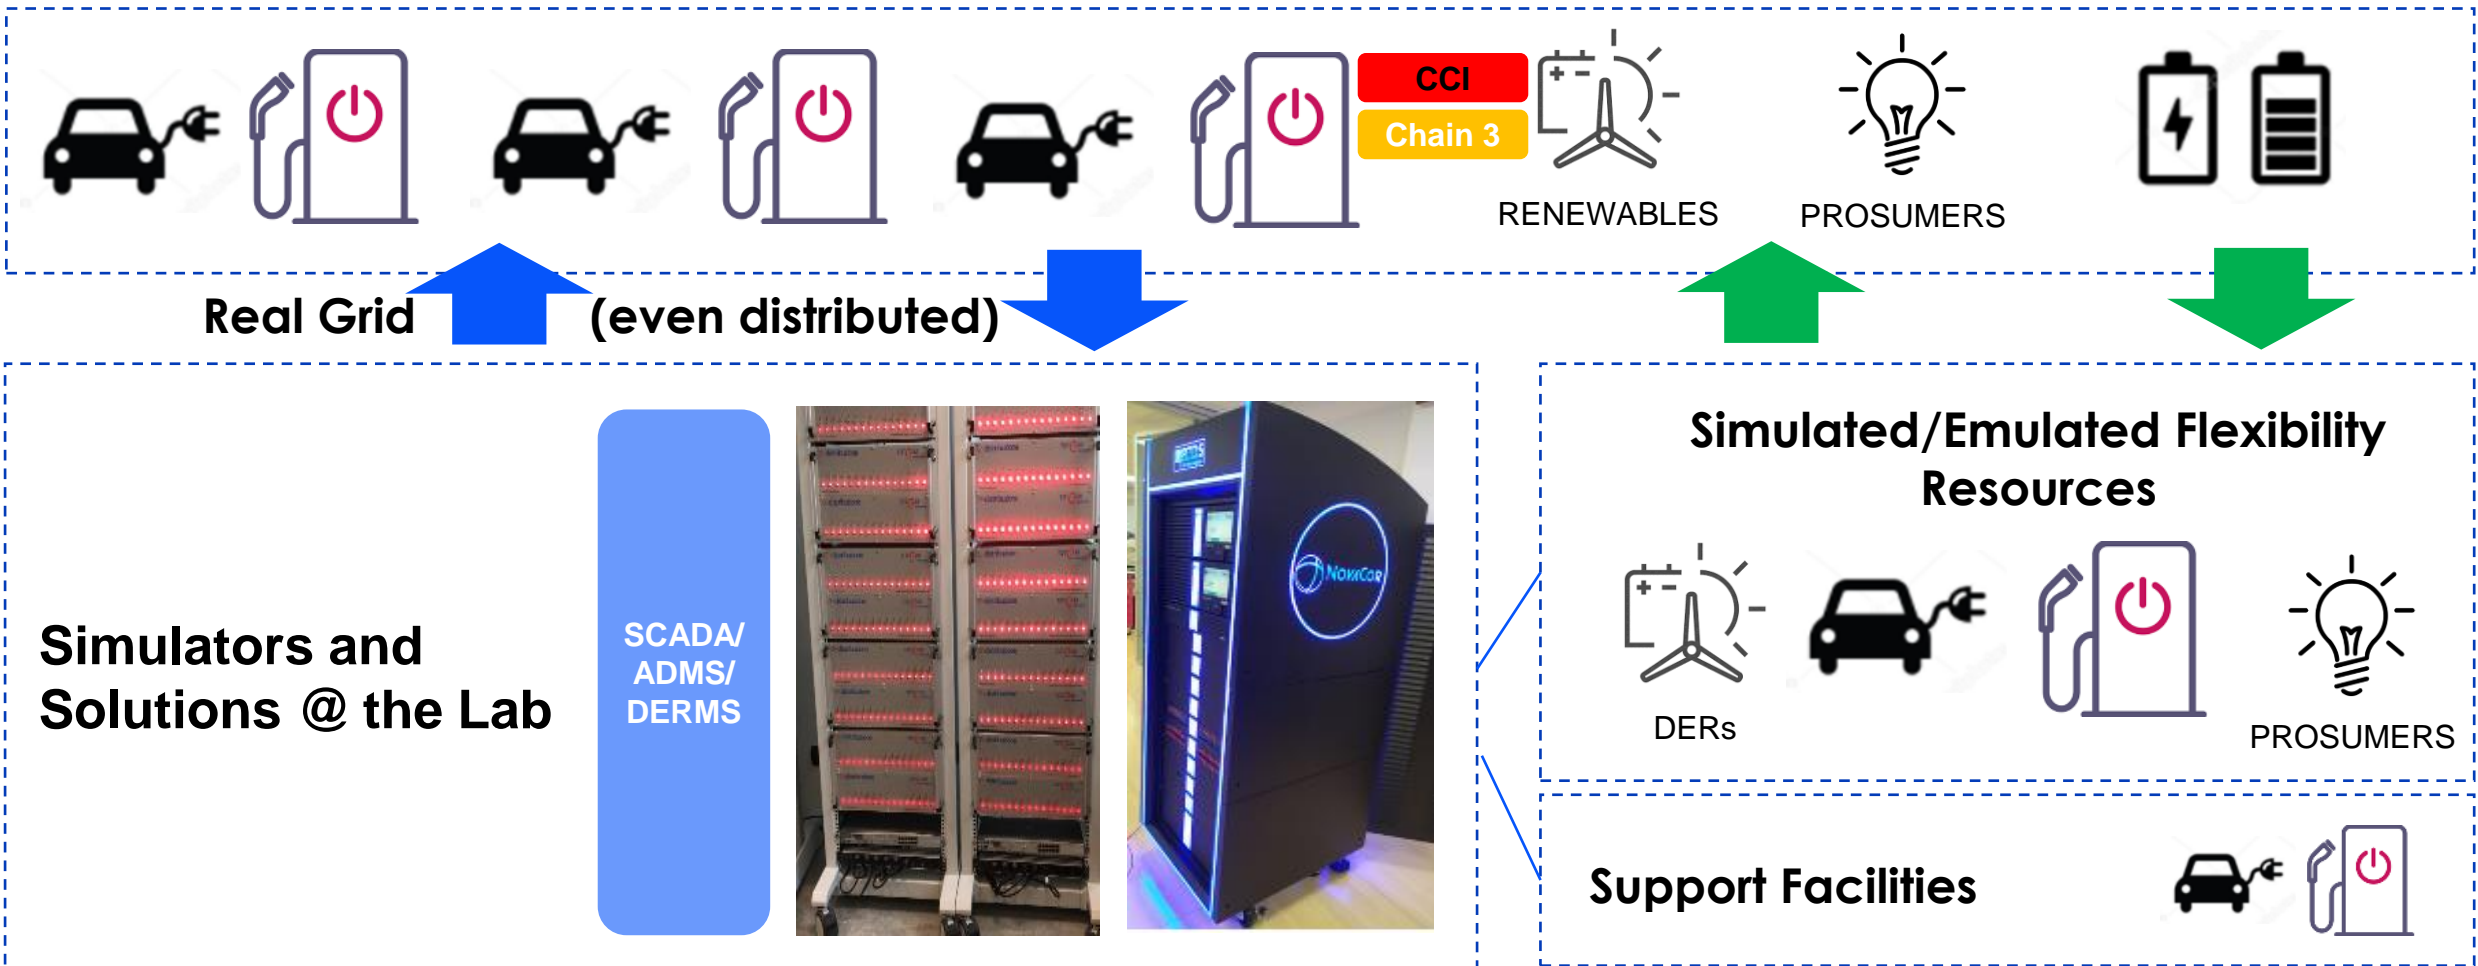 CCI
Chain 3
RENEWABLES
PROSUMERS
Real Grid
(even distributed)
Simulators and
Solutions @ the Lab
SCADA/
ADMS/
DERMS
NovaCor
Simulated/Emulated Flexibility
Resources
DERs
PROSUMERS
Support Facilities